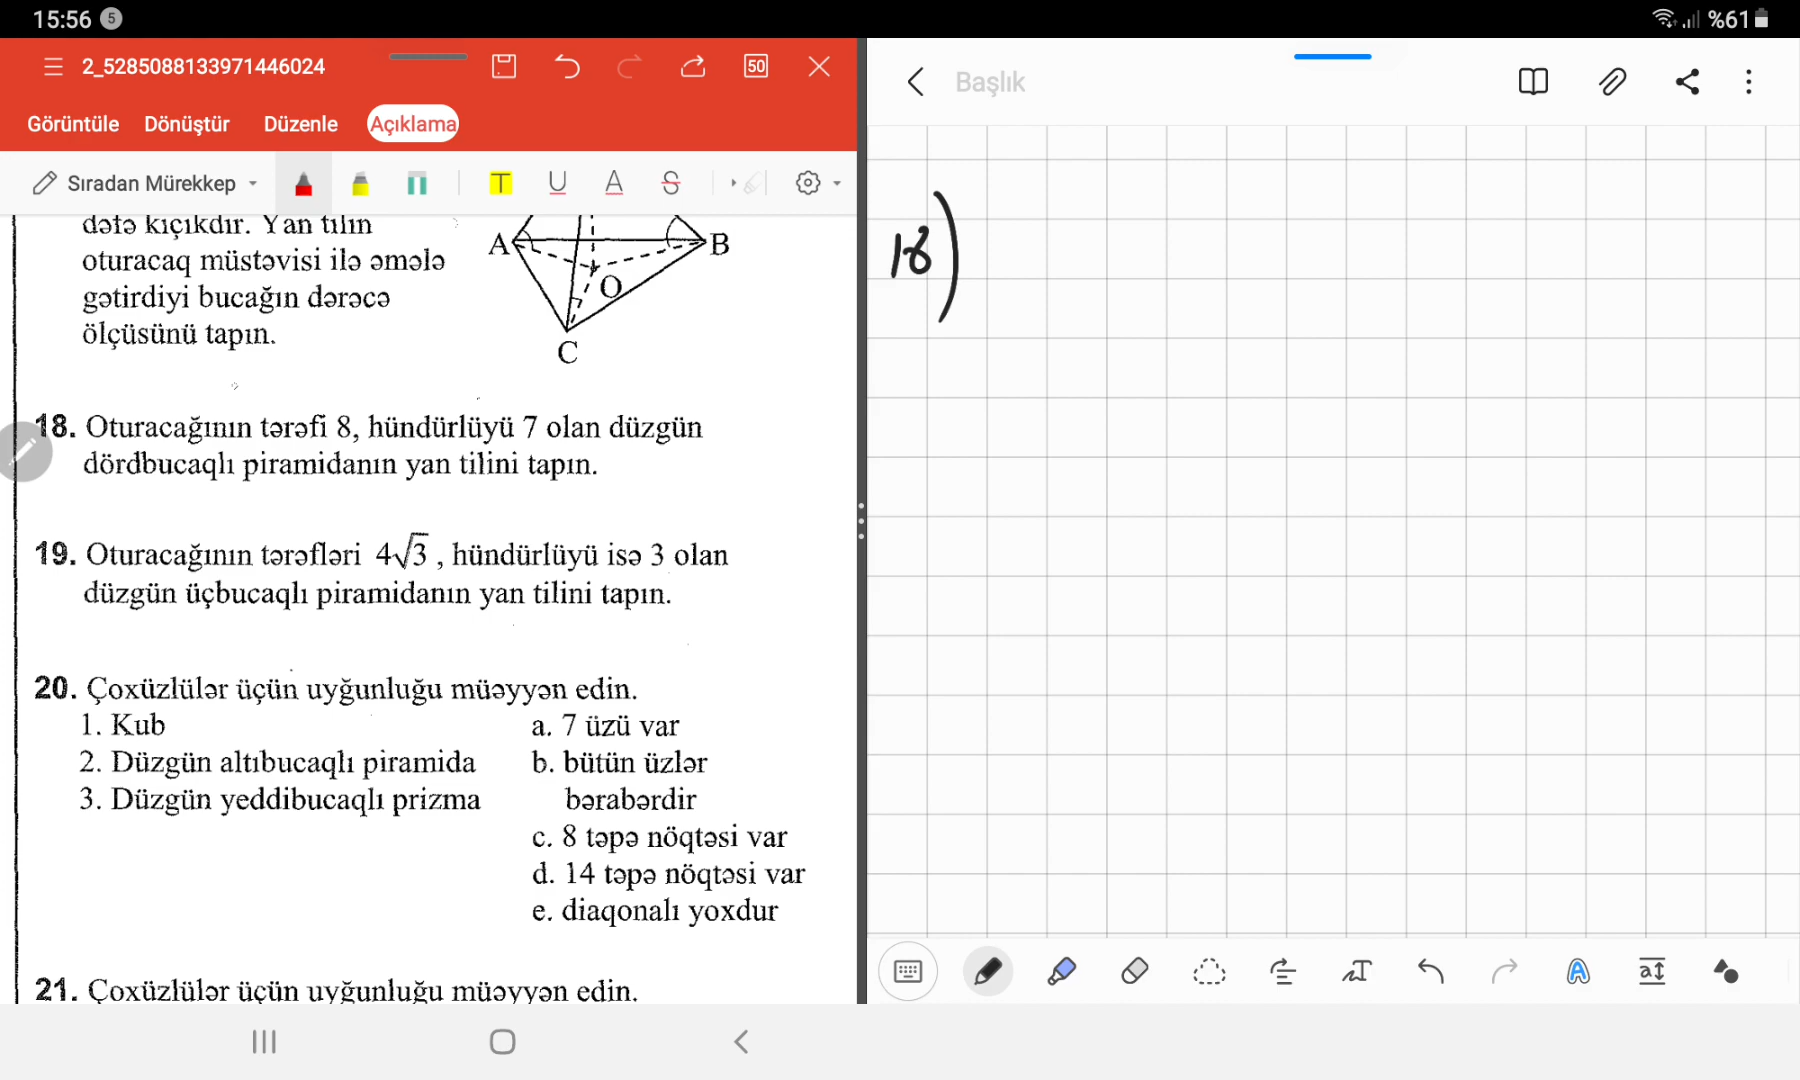 15:56 5
%61
2_5285088133971446024
50
Görüntüle Dönüştür Düzenle Açıklama
Sıradan Mürekkep
T U A S
dəfə kiçikdir. Yan tilin
oturacaq müstəvisi ilə əmələ
gətirdiyi bucağın dərəcə
ölçüsünü tapın.
A B
O
C
18. Oturacağının tərəfi 8, hündürlüyü 7 olan düzgün
dördbucaqlı piramidanın yan tilini tapın.
19. Oturacağının tərəfləri 4√3, hündürlüyü isə 3 olan
düzgün üçbucaqlı piramidanın yan tilini tapın.
20. Çoxüzlülər üçün uyğunluğu müəyyən edin.
1. Kub
2. Düzgün altıbucaqlı piramida
3. Düzgün yeddibucaqlı prizma
a. 7 üzü var
b. bütün üzlər
bərabərdir
c. 8 təpə nöqtəsi var
d. 14 təpə nöqtəsi var
e. diaqonalı yoxdur
21. Çoxüzlülər üçün uyğunluğu müəyyən edin.
Başlık
18)